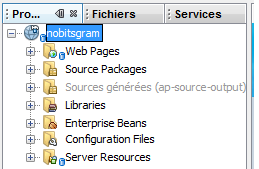 Pro... Fichiers Services
nobitsgram
Web Pages
Source Packages
Sources générées (ap-source-output)
Libraries
Enterprise Beans
Configuration Files
Server Resources